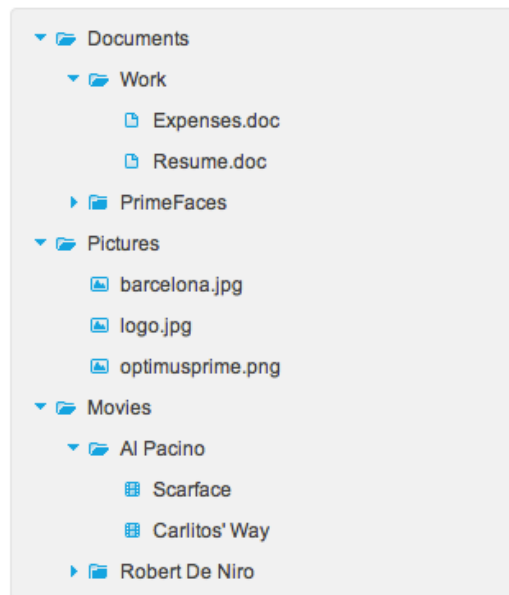 Documents
Work
Expenses.doc
Resume.doc
PrimeFaces
Pictures
barcelona.jpg
logo.jpg
optimusprime.png
Movies
Al Pacino
Scarface
Carlitos' Way
Robert De Niro